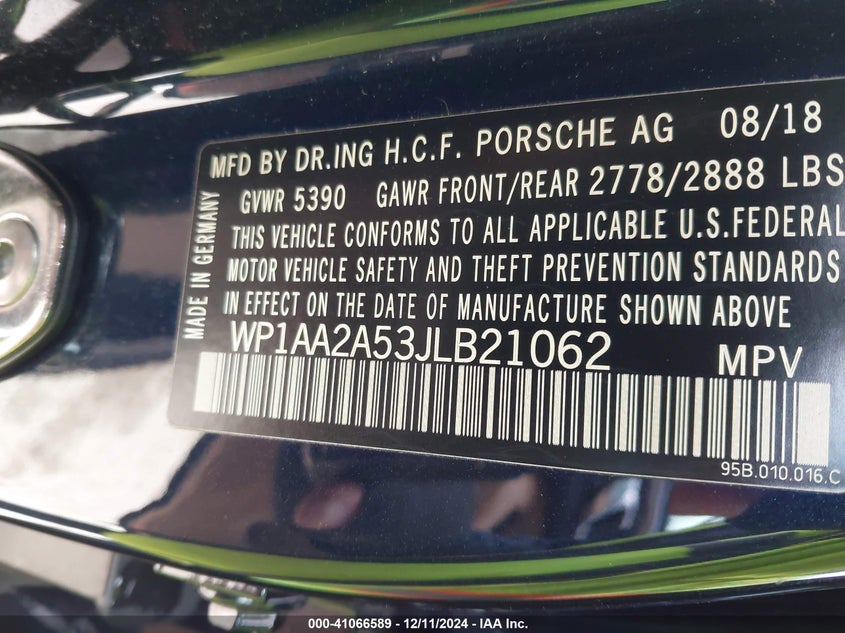 MFD BY DR.ING H.C.F. PORSCHE AG 08/18
GVWR 5390 GAWR FRONT/REAR 2778/2888 LBS
THIS VEHICLE CONFORMS TO ALL APPLICABLE U.S.FEDERAL
MOTOR VEHICLE SAFETY AND THEFT PREVENTION STANDARDS
IN EFFECT ON THE DATE OF MANUFACTURE SHOWN ABOVE
MADE IN GERMANY
WP1AA2A53JLB21062 MPV
95B.010.016.C
000-41066589 - 12/11/2024 - IAA Inc.